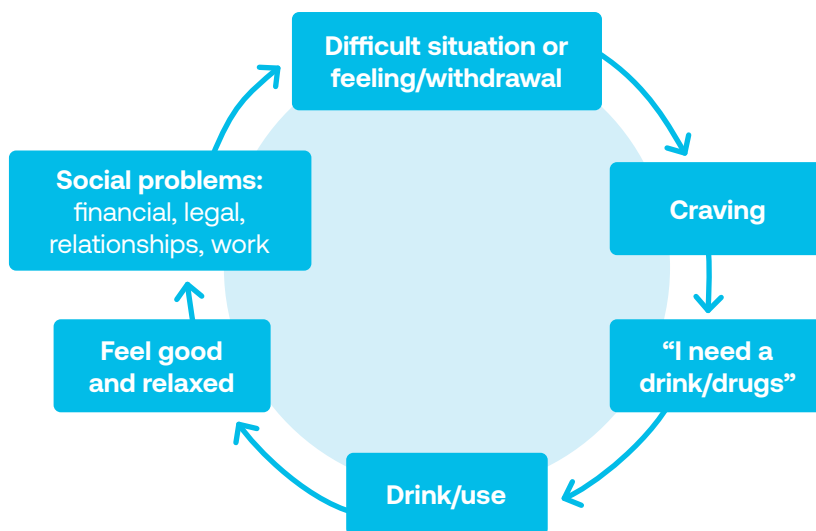 Difficult situation or
feeling/withdrawal
Craving
“I need a
drink/drugs”
Drink/use
Feel good
and relaxed
Social problems:
financial, legal,
relationships, work